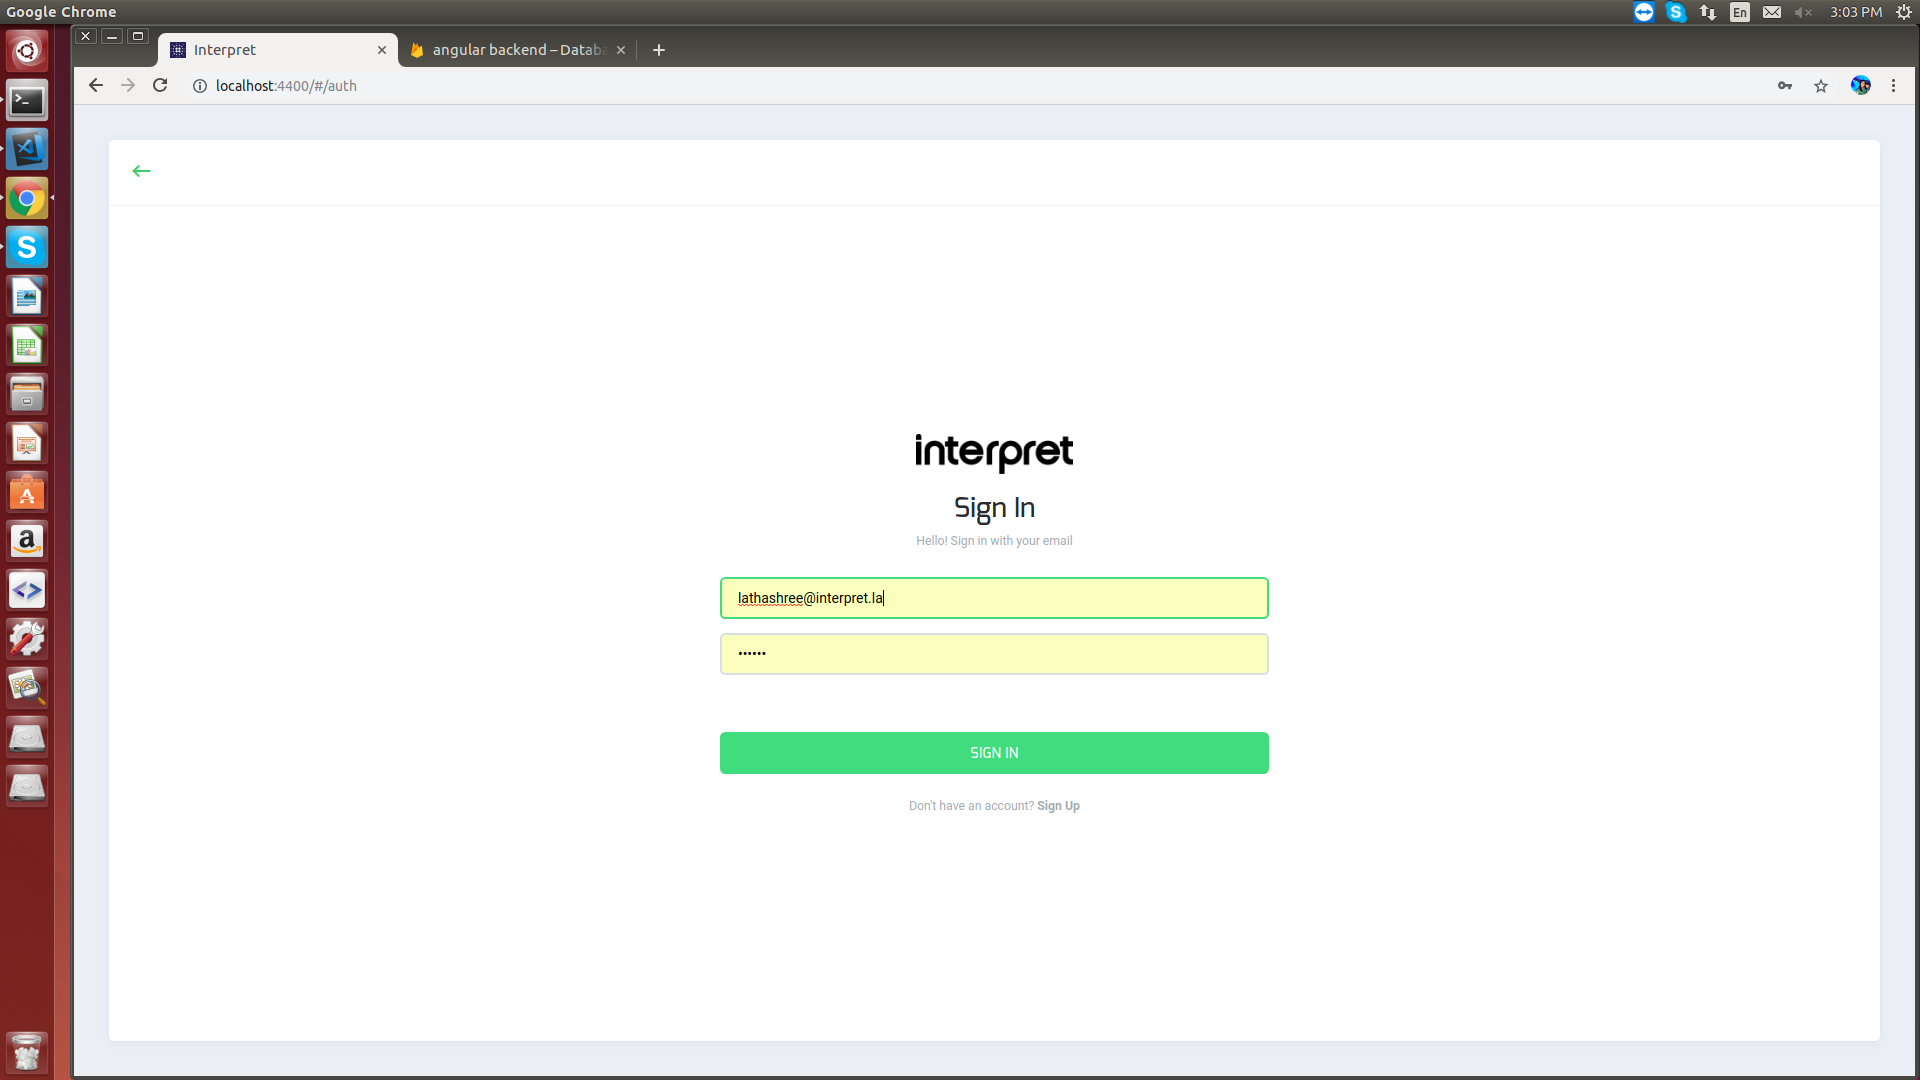 Google Chrome
En
3:03 PM
Interpret
angular backend – Databa
localhost:4400/#/auth
interpret
Sign In
Hello! Sign in with your email
lathashree@interpret.la
••••••
SIGN IN
Don't have an account? Sign Up